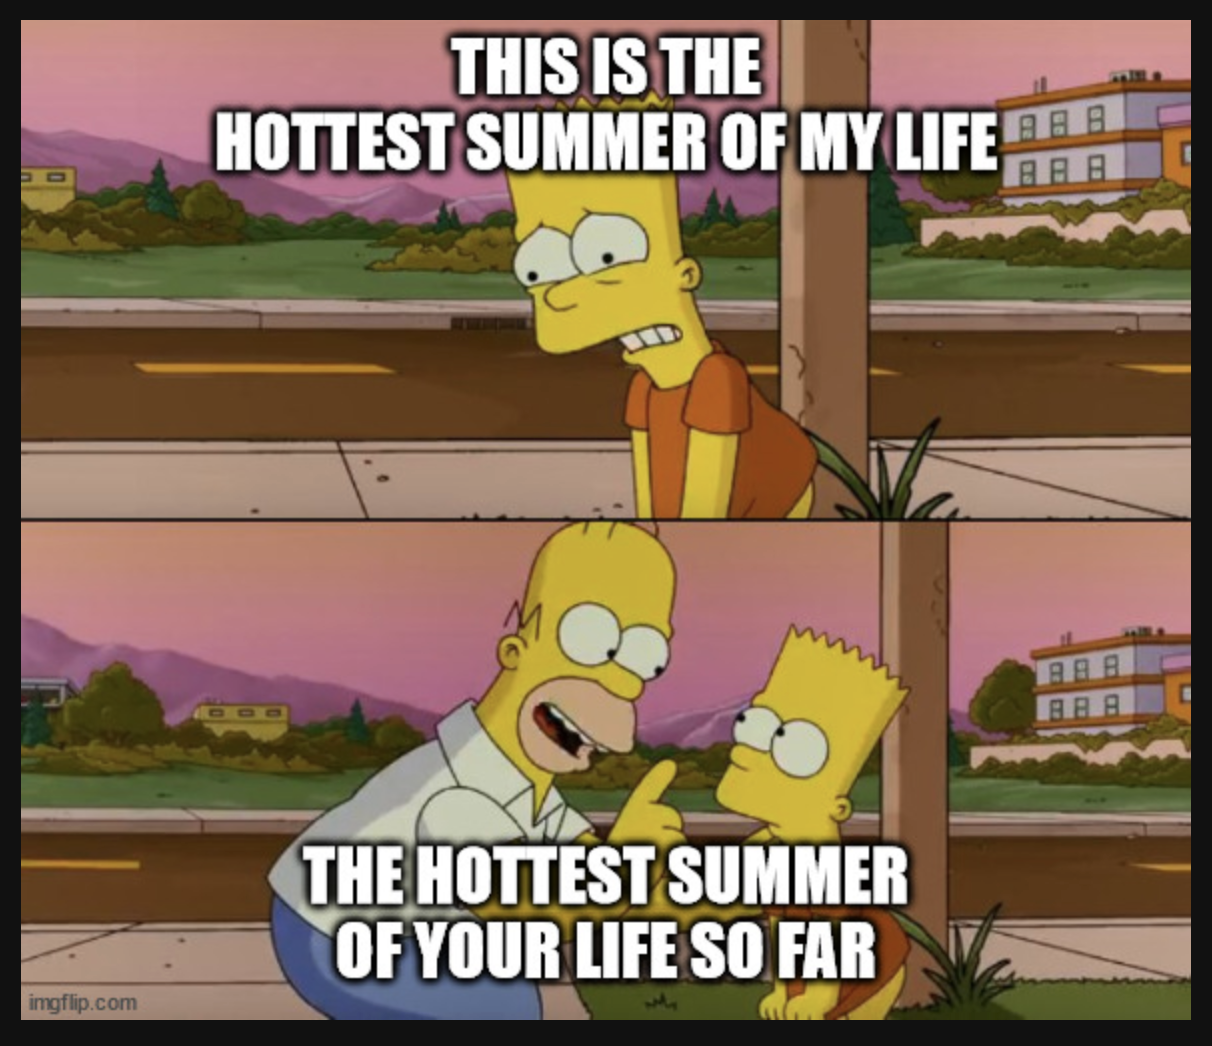 THIS IS THE
HOTTEST SUMMER OF MY LIFE
THE HOTTEST SUMMER
OF YOUR LIFE SO FAR
imgflip.com